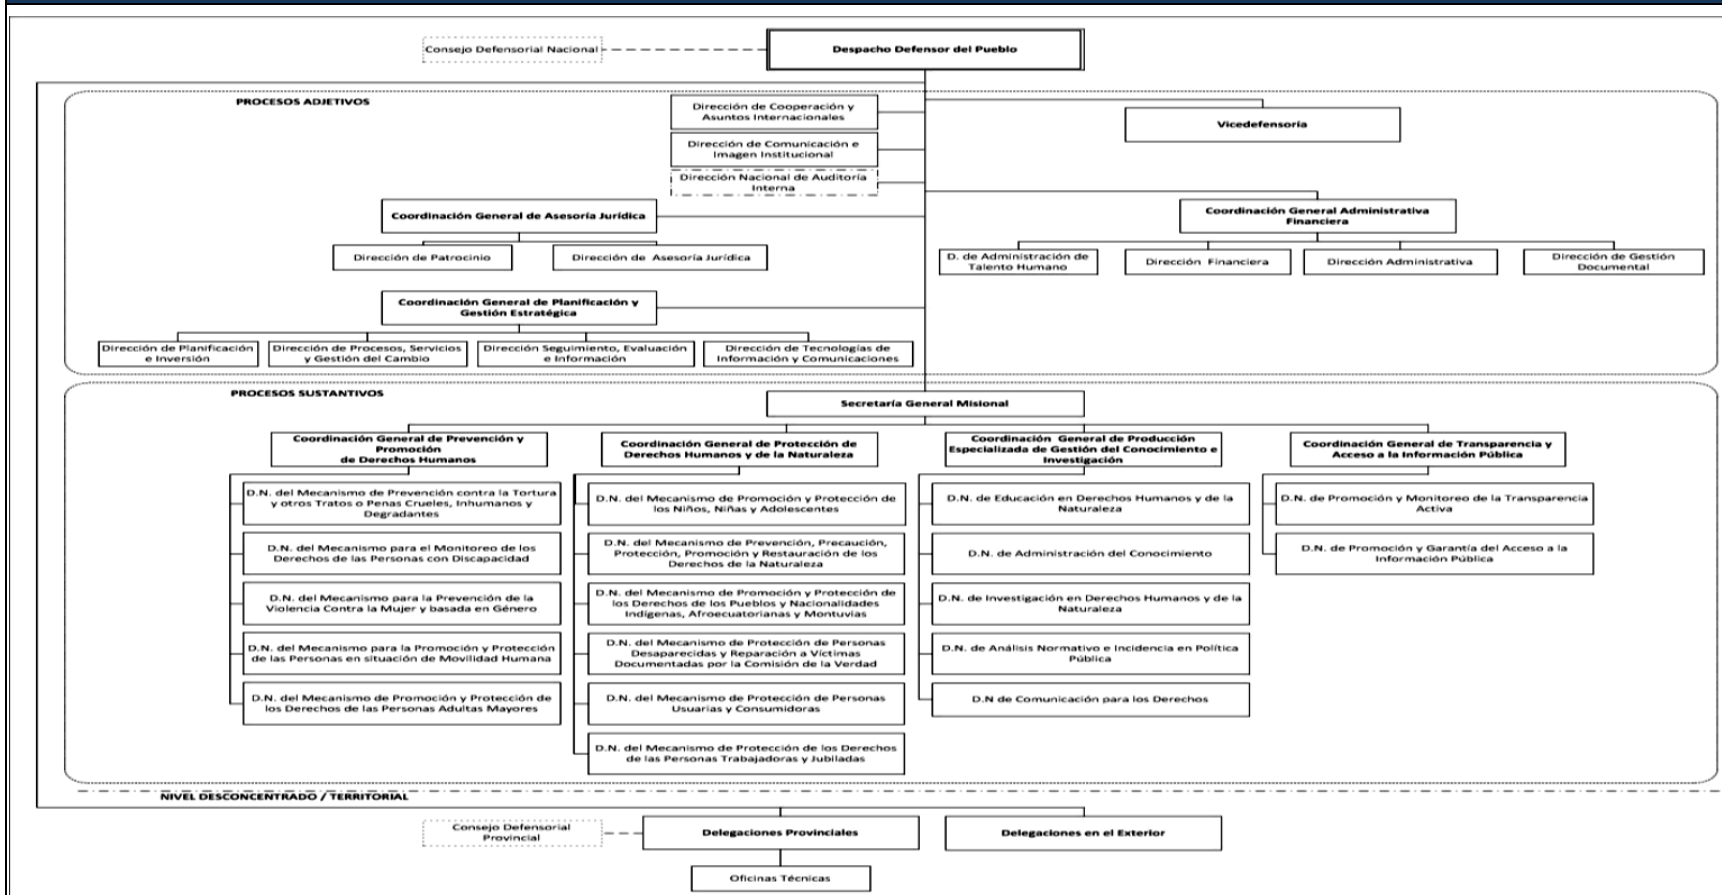 Consejo Defensorial Nacional
Despacho Defensor del Pueblo
PROCESOS ADJETIVOS
Dirección de Cooperación y
Asuntos Internacionales
Vicedefensoría
Dirección de Comunicación e
Imagen Institucional
Dirección Nacional de Auditoría
Interna
Coordinación General de Asesoría Jurídica
Coordinación General Administrativa
Financiera
Dirección de Patrocinio
Dirección de Asesoría Jurídica
D. de Administración de
Talento Humano
Dirección Financiera
Dirección Administrativa
Dirección de Gestión
Documental
Coordinación General de Planificación y
Gestión Estratégica
Dirección de Planificación
e Inversión
Dirección de Procesos, Servicios
y Gestión del Cambio
Dirección Seguimiento, Evaluación
e Información
Dirección de Tecnologías de
Información y Comunicaciones
PROCESOS SUSTANTIVOS
Secretaría General Misional
Coordinación General de Prevención y
Promoción
de Derechos Humanos
D.N. del Mecanismo de Prevención contra la Tortura
y otros Tratos o Penas Crueles, Inhumanos y
Degradantes
D.N. del Mecanismo para el Monitoreo de los
Derechos de las Personas con Discapacidad
D.N. del Mecanismo para la Prevención de la
Violencia Contra la Mujer y basada en Género
D.N. del Mecanismo para la Promoción y Protección
de las Personas en situación de Movilidad Humana
D.N. del Mecanismo de Promoción y Protección de
los Derechos de las Personas Adultas Mayores
Coordinación General de Protección de
Derechos Humanos y de la Naturaleza
D.N. del Mecanismo de Promoción y Protección de
los Niños, Niñas y Adolescentes
D.N. del Mecanismo de Prevención, Precaución,
Protección, Promoción y Restauración de los
Derechos de la Naturaleza
D.N. del Mecanismo de Promoción y Protección de
los Derechos de los Pueblos y Nacionalidades
Indígenas, Afroecuatorianas y Montuvias
D.N. del Mecanismo de Protección de Personas
Desaparecidas y Reparación a Víctimas
Documentadas por la Comisión de la Verdad
D.N. del Mecanismo de Protección de Personas
Usuarias y Consumidoras
D.N. del Mecanismo de Protección de los Derechos
de las Personas Trabajadoras y Jubiladas
Coordinación General de Producción
Especializada de Gestión del Conocimiento e
Investigación
D.N. de Educación en Derechos Humanos y de la
Naturaleza
D.N. de Administración del Conocimiento
D.N. de Investigación en Derechos Humanos y de la
Naturaleza
D.N. de Análisis Normativo e Incidencia en Política
Pública
D.N de Comunicación para los Derechos
Coordinación General de Transparencia y
Acceso a la Información Pública
D.N. de Promoción y Monitoreo de la Transparencia
Activa
D.N. de Promoción y Garantía del Acceso a la
Información Pública
NIVEL DESCONCENTRADO / TERRITORIAL
Consejo Defensorial
Provincial
Delegaciones Provinciales
Delegaciones en el Exterior
Oficinas Técnicas